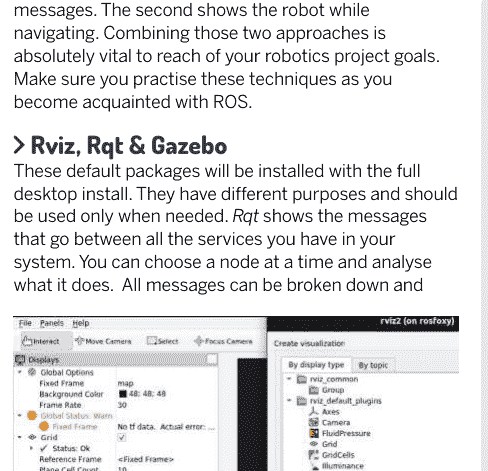 messages. The second shows the robot while
navigating. Combining those two approaches is
absolutely vital to reach of your robotics project goals.
Make sure you practise these techniques as you
become acquainted with ROS.
> Rviz, Rqt & Gazebo
These default packages will be installed with the full
desktop install. They have different purposes and should
be used only when needed. Rqt shows the messages
that go between all the services you have in your
system. You can choose a node at a time and analyse
what it does. All messages can be broken down and
File Panels Help
rviz2 (on rosfoxy)
Interact Move Camera Select Focus Camera
Create visualization
Displays
By display type By topic
Global Options
Fixed Frame map
Background Color 48; 48; 48
Frame Rate 30
Global Status: Warn
Fixed Frame No tf data. Actual error: ...
Grid
Status: Ok
Reference Frame <Fixed Frame>
Plane Cell Count 10
rviz_common
Group
rviz_default_plugins
Axes
Camera
FluidPressure
Grid
GridCells
Illuminance